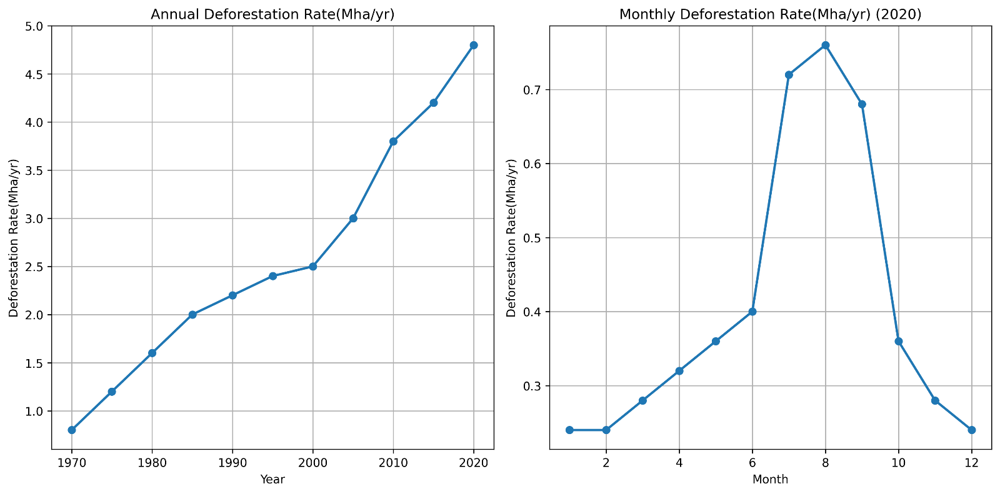 Annual Deforestation Rate(Mha/yr)
Deforestation Rate(Mha/yr)
5.0
4.5
4.0
3.5
3.0
2.5
2.0
1.5
1.0
1970 1980 1990 2000 2010 2020
Year
Monthly Deforestation Rate(Mha/yr) (2020)
Deforestation Rate(Mha/yr)
0.7
0.6
0.5
0.4
0.3
2 4 6 8 10 12
Month